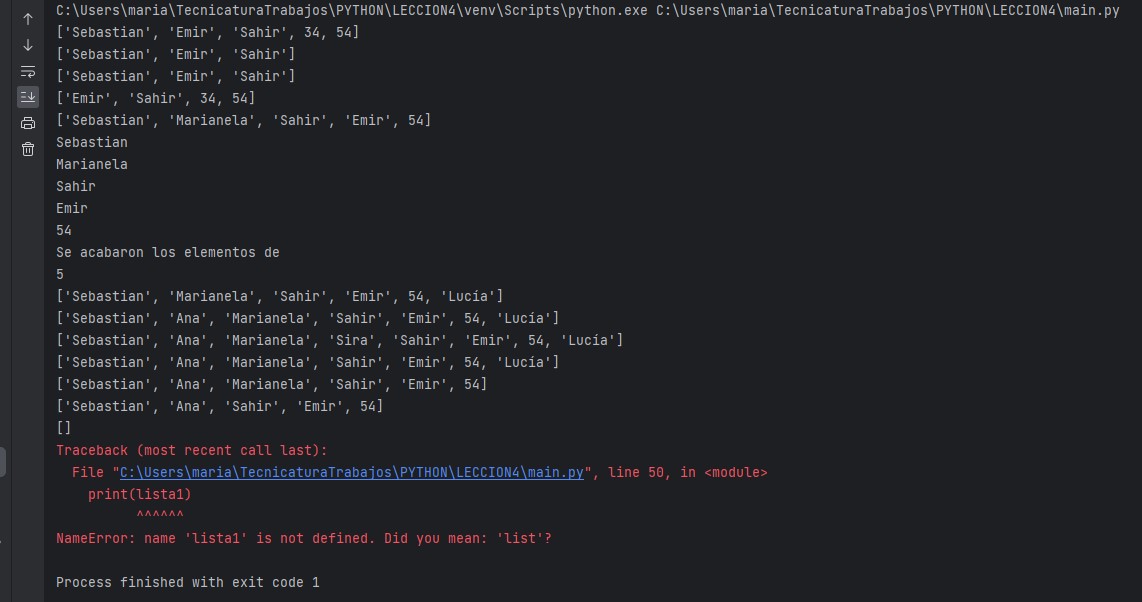 C:\Users\maria\TecnicaturaTrabajos\PYTHON\LECCION4\venv\Scripts\python.exe C:\Users\maria\TecnicaturaTrabajos\PYTHON\LECCION4\main.py
['Sebastian', 'Emir', 'Sahir', 34, 54]
['Sebastian', 'Emir', 'Sahir']
['Sebastian', 'Emir', 'Sahir']
['Emir', 'Sahir', 34, 54]
['Sebastian', 'Marianela', 'Sahir', 'Emir', 54]
Sebastian
Marianela
Sahir
Emir
54
Se acabaron los elementos de
5
['Sebastian', 'Marianela', 'Sahir', 'Emir', 54, 'Lucía']
['Sebastian', 'Ana', 'Marianela', 'Sahir', 'Emir', 54, 'Lucía']
['Sebastian', 'Ana', 'Marianela', 'Sira', 'Sahir', 'Emir', 54, 'Lucía']
['Sebastian', 'Ana', 'Marianela', 'Sahir', 'Emir', 54, 'Lucía']
['Sebastian', 'Ana', 'Marianela', 'Sahir', 'Emir', 54]
['Sebastian', 'Ana', 'Sahir', 'Emir', 54]
[]
Traceback (most recent call last):
  File "C:\Users\maria\TecnicaturaTrabajos\PYTHON\LECCION4\main.py", line 50, in <module>
    print(lista1)
          ^^^^^^
NameError: name 'lista1' is not defined. Did you mean: 'list'?
Process finished with exit code 1